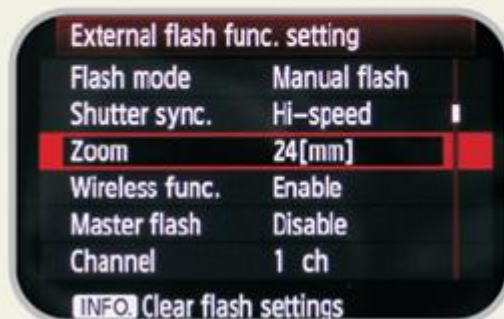 External flash func. setting
Flash mode Manual flash
Shutter sync. Hi-speed
Zoom 24[mm]
Wireless func. Enable
Master flash Disable
Channel 1 ch
INFO. Clear flash settings